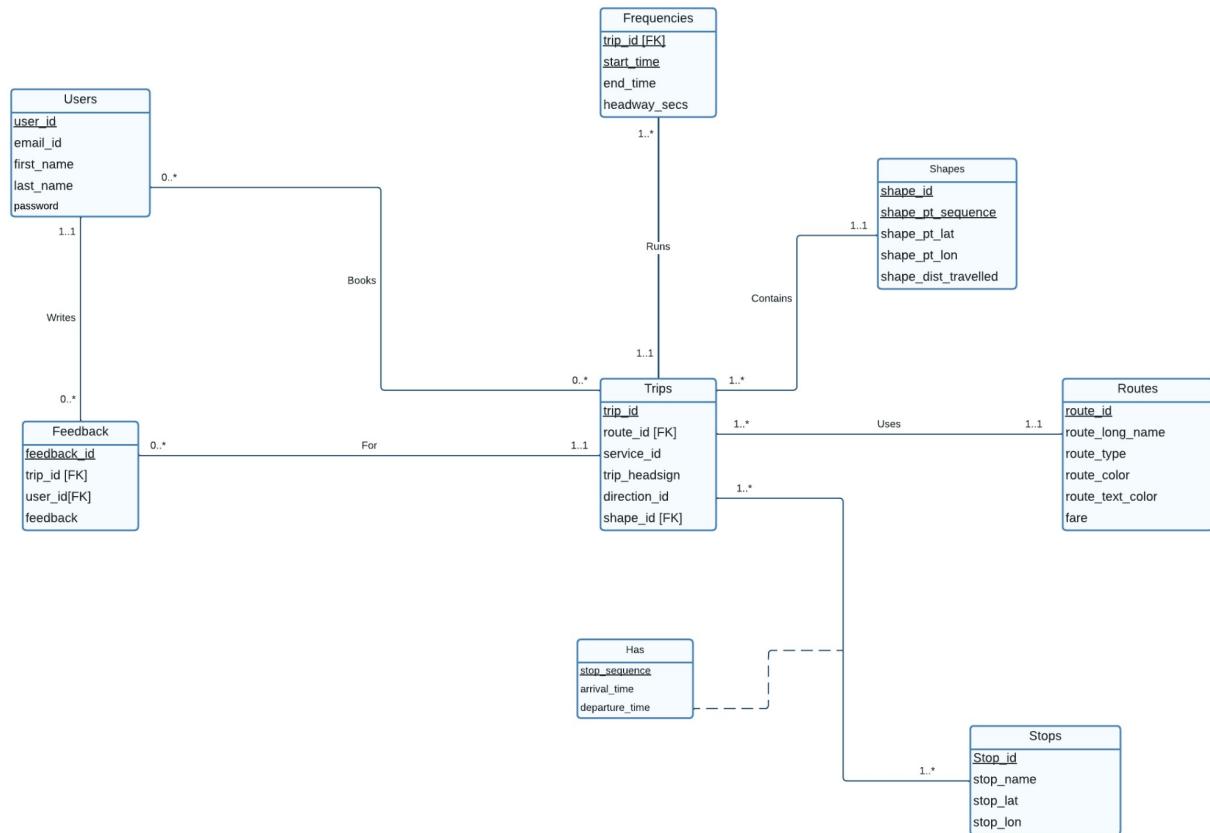 Frequencies
trip_id [FK]
start_time
end_time
headway_secs
1..*
Users
user_id
email_id
first_name
last_name
password
0..*
1..1
Shapes
shape_id
shape_pt_sequence
shape_pt_lat
shape_pt_lon
shape_dist_travelled
1..1
Runs
Books
Contains
Writes
1..1
0..*
0..*
1..*
Trips
trip_id
route_id [FK]
service_id
trip_headsign
direction_id
shape_id [FK]
Routes
route_id
route_long_name
route_type
route_color
route_text_color
fare
1..*
Uses
1..1
Feedback
feedback_id
trip_id [FK]
user_id[FK]
feedback
0..*
For
1..1
1..*
Has
stop_sequence
arrival_time
departure_time
1..*
Stops
Stop_id
stop_name
stop_lat
stop_lon